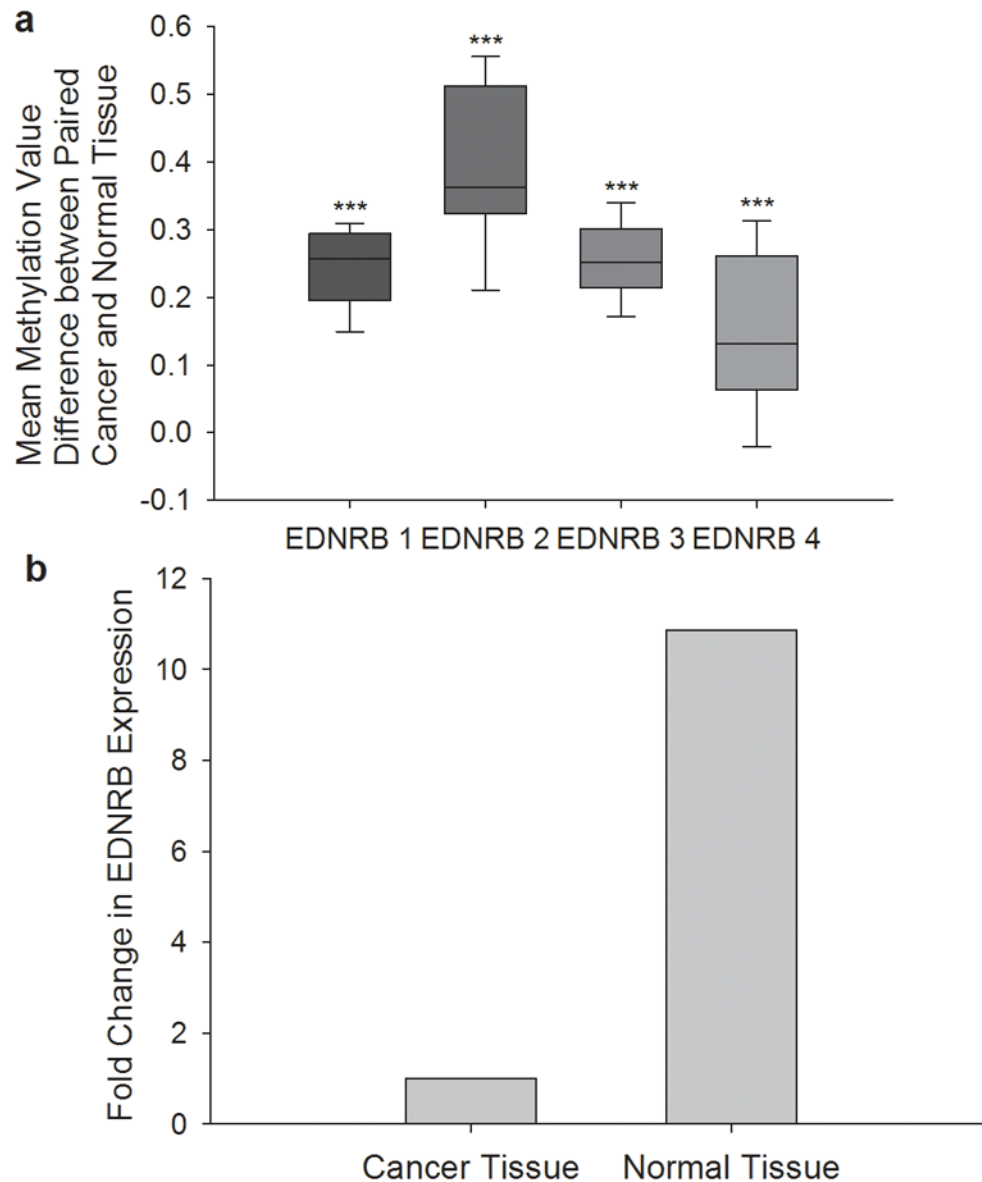 a
Mean Methylation Value
Difference between Paired
Cancer and Normal Tissue
0.6
0.5
0.4
0.3
0.2
0.1
0.0
-0.1
***
***
***
***
EDNRB 1 EDNRB 2 EDNRB 3 EDNRB 4
b
Fold Change in EDNRB Expression
12
10
8
6
4
2
0
Cancer Tissue Normal Tissue